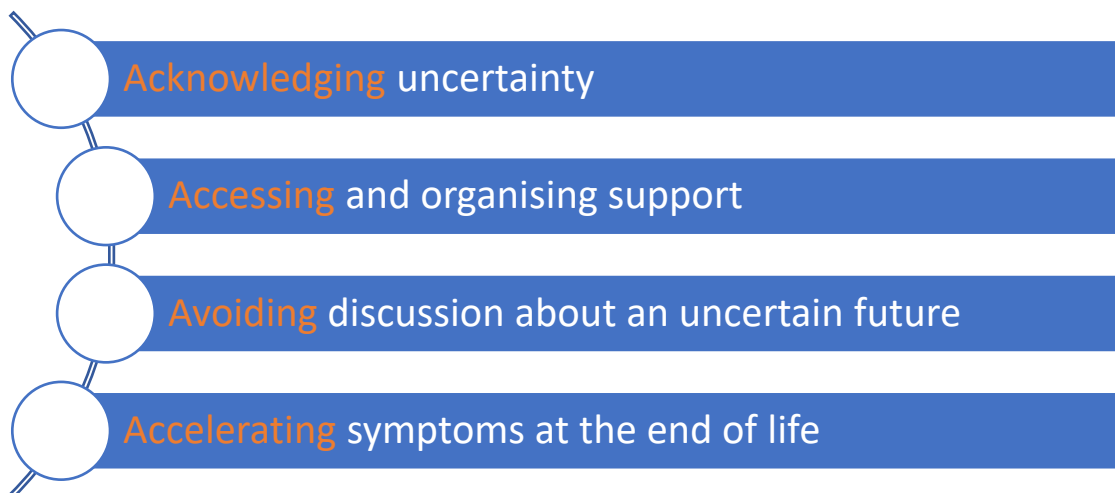 Acknowledging uncertainty
Accessing and organising support
Avoiding discussion about an uncertain future
Accelerating symptoms at the end of life